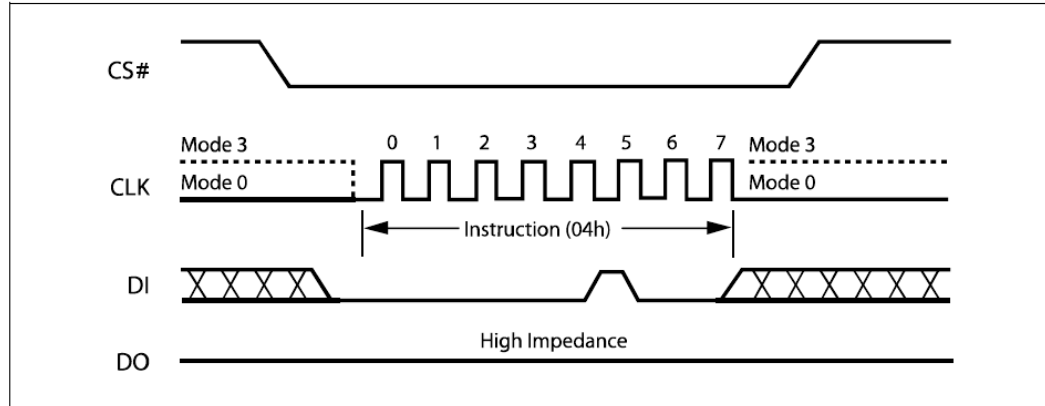 CS#
Mode 3
0 1 2 3 4 5 6 7
Mode 3
CLK
Mode 0
Mode 0
Instruction (04h)
DI
High Impedance
DO